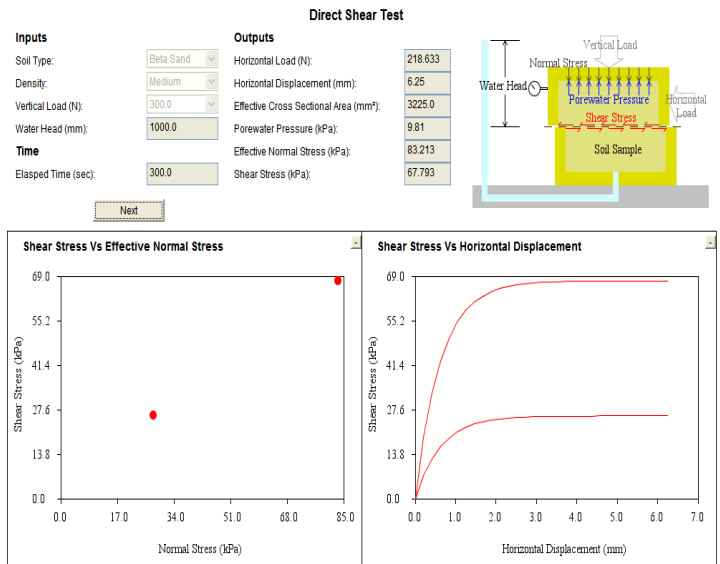 Direct Shear Test
Inputs
Soil Type: Beta Sand
Density: Medium
Vertical Load (N): 300.0
Water Head (mm): 1000.0
Time
Elasped Time (sec): 300.0
Next
Outputs
Horizontal Load (N): 218.633
Horizontal Displacement (mm): 6.25
Effective Cross Sectional Area (mm²): 3225.0
Porewater Pressure (kPa): 9.81
Effective Normal Stress (kPa): 83.213
Shear Stress (kPa): 67.793
Vertical Load
Normal Stress
Water Head
Porewater Pressure
Horizontal
Load
Shear Stress
Soil Sample
Shear Stress Vs Effective Normal Stress
-
69.0
55.2
41.4
27.6
13.8
0.0
Shear Stress (kPa)
0.0 17.0 34.0 51.0 68.0 85.0
Normal Stress (kPa)
Shear Stress Vs Horizontal Displacement
-
69.0
55.2
41.4
27.6
13.8
0.0
Shear Stress (kPa)
0.0 1.0 2.0 3.0 4.0 5.0 6.0 7.0
Horizontal Displacement (mm)